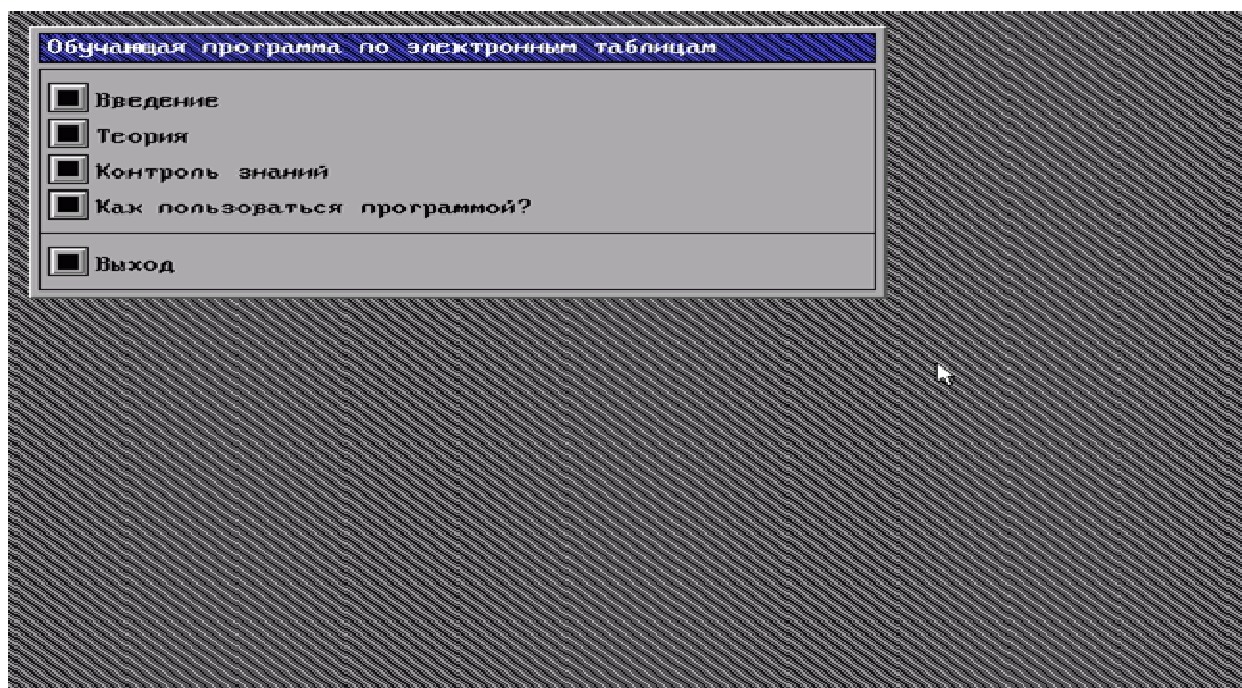 Обучающая программа по электронным таблицам
Введение
Теория
Контроль знаний
Как пользоваться программой?
Выход